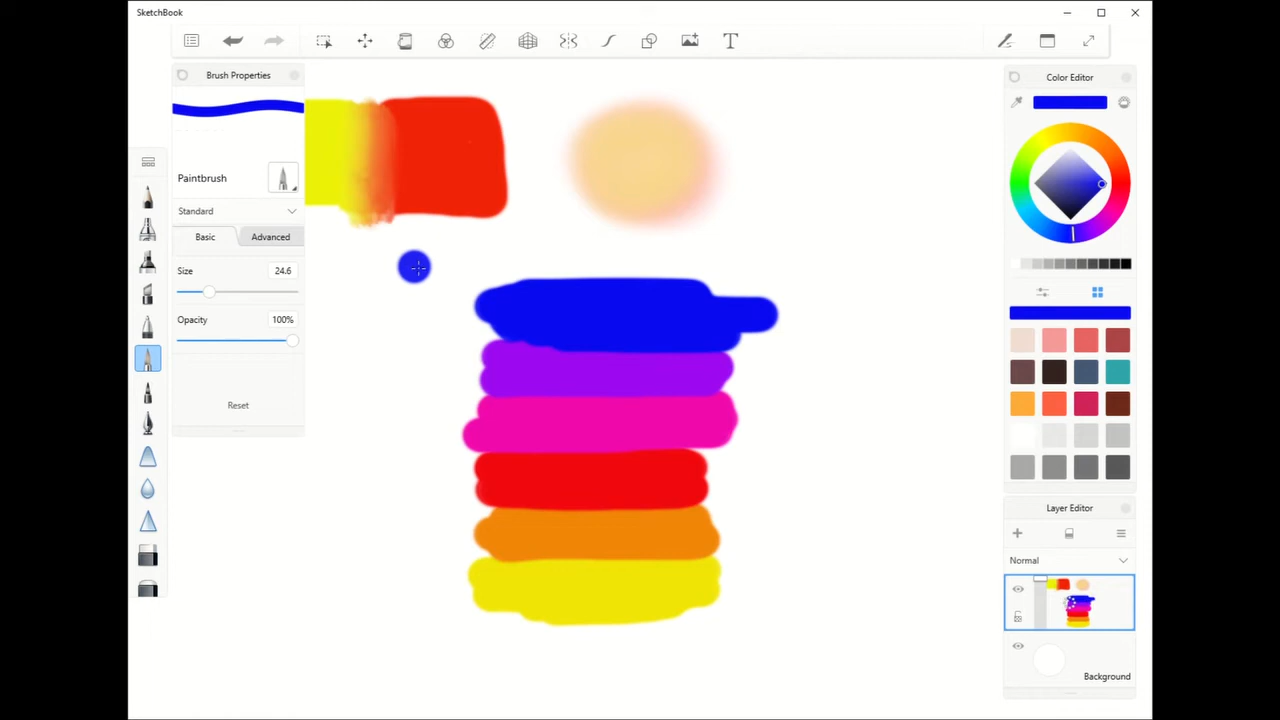 SketchBook
Brush Properties
Paintbrush
Standard
Basic
Advanced
Size
24.6
Opacity
100%
Reset
Color Editor
Layer Editor
Normal
Background